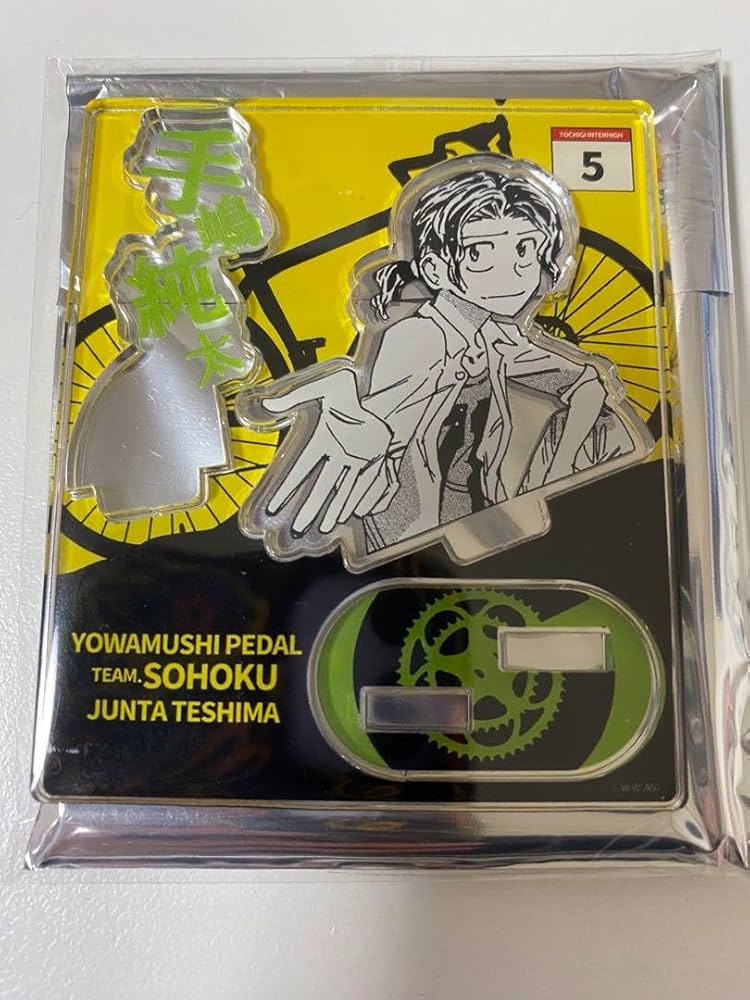 手嶋純太
TOCHIGI INTERHIGH
5
YOWAMUSHI PEDAL
TEAM.SOHOKU
JUNTA TESHIMA